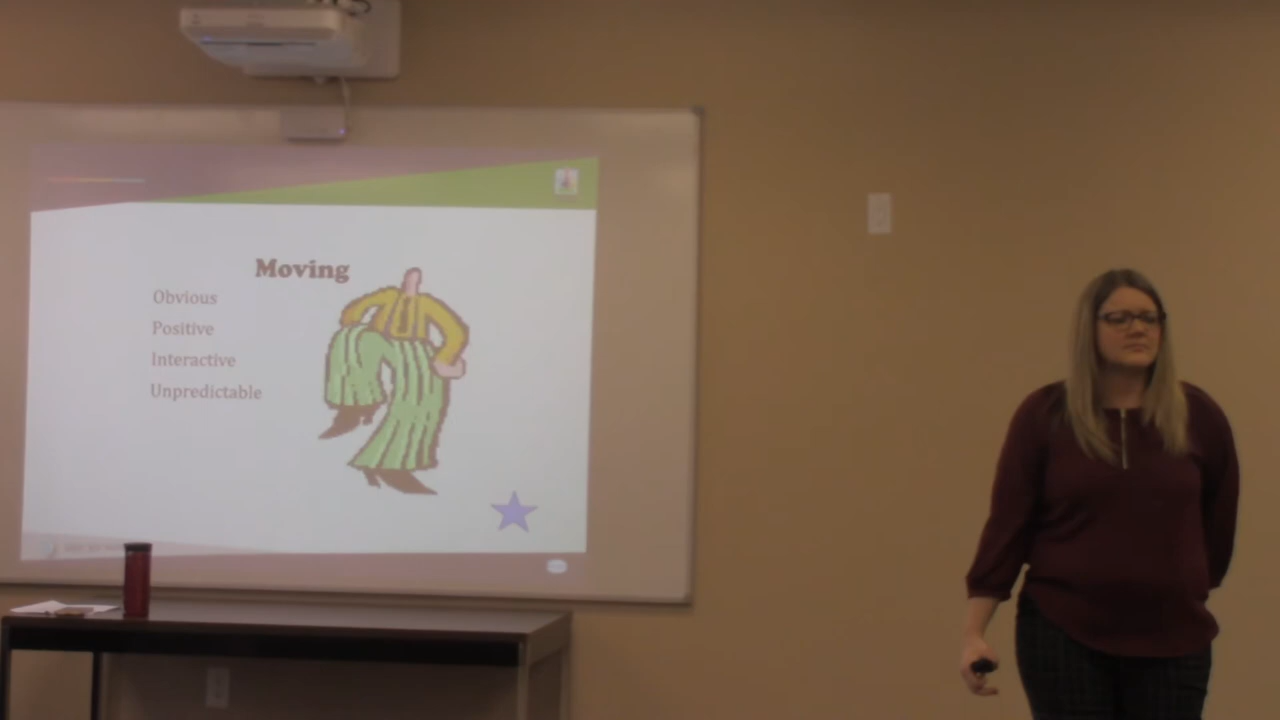 Moving
Obvious
Positive
Interactive
Unpredictable